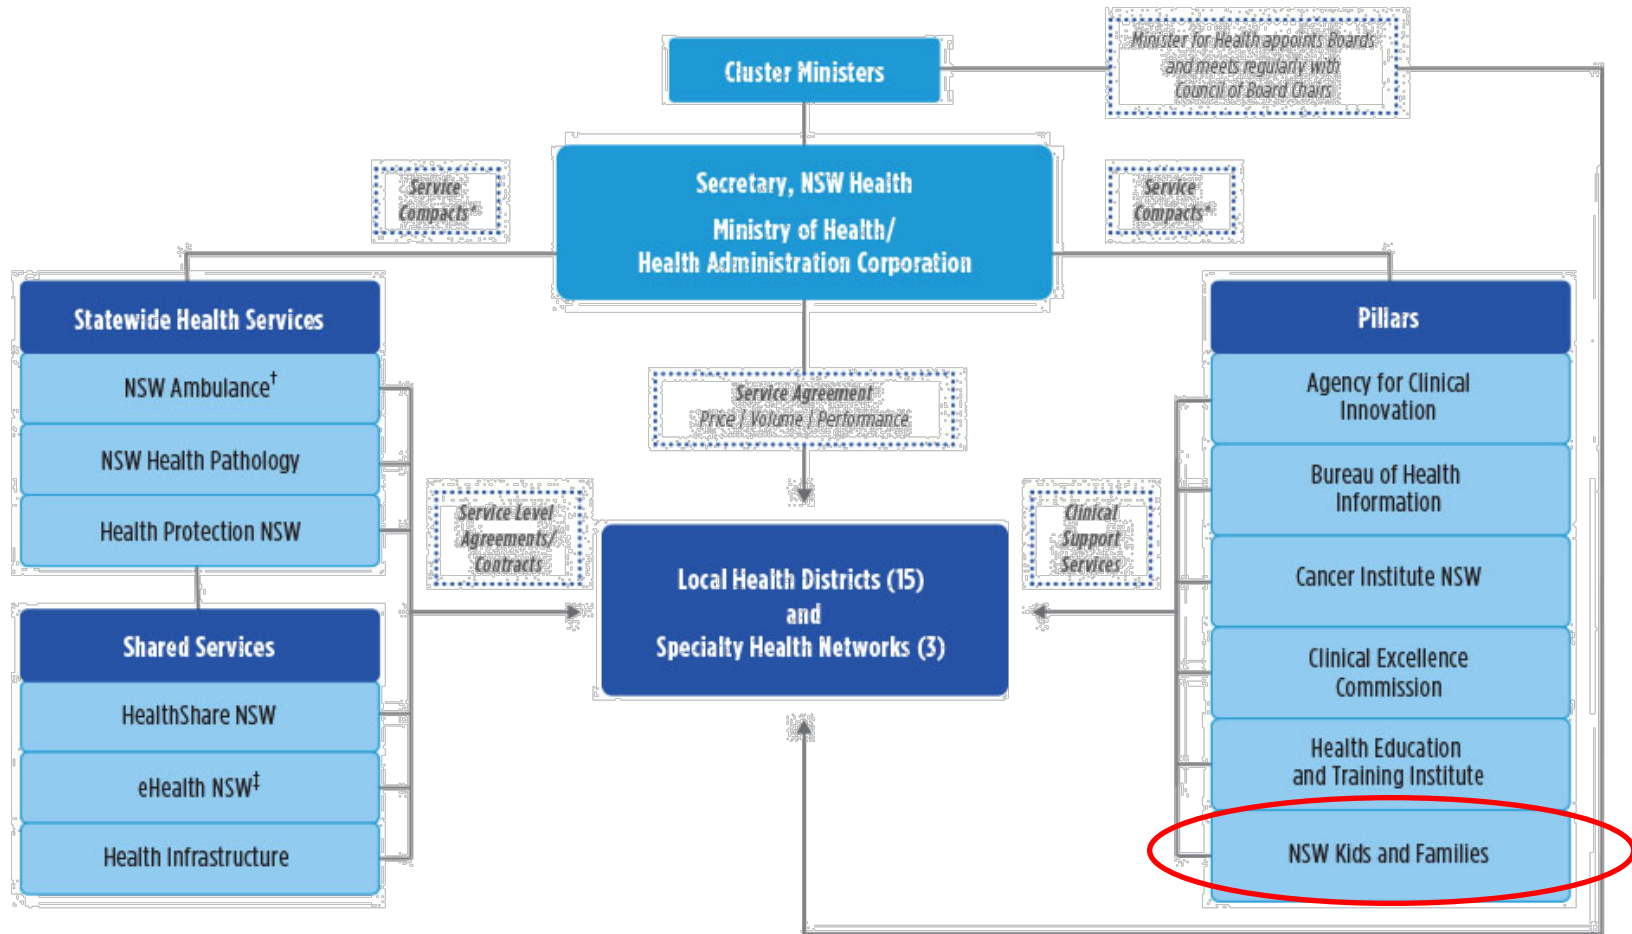 Cluster Ministers
Minister for Health appoints Boards
and meets regularly with
Council of Board Chairs
Secretary, NSW Health
Ministry of Health/
Health Administration Corporation
Service
Compacts*
Service
Compacts*
Statewide Health Services
NSW Ambulance†
NSW Health Pathology
Health Protection NSW
Shared Services
HealthShare NSW
eHealth NSW‡
Health Infrastructure
Service Level
Agreements/
Contracts
Service Agreement
Price / Volume / Performance
Local Health Districts (15)
and
Specialty Health Networks (3)
Clinical
Support
Services
Pillars
Agency for Clinical
Innovation
Bureau of Health
Information
Cancer Institute NSW
Clinical Excellence
Commission
Health Education
and Training Institute
NSW Kids and Families